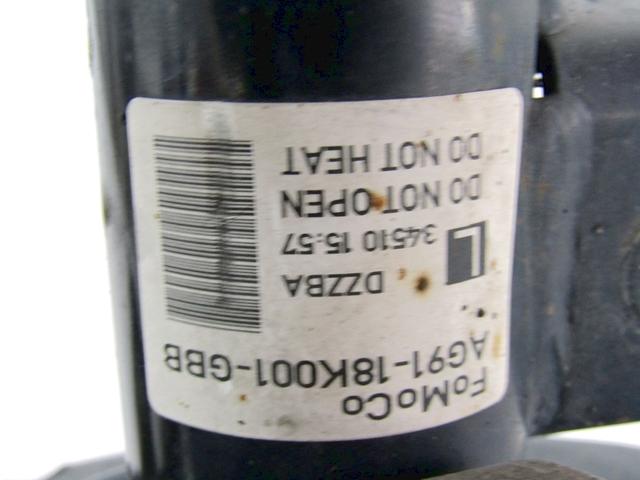 FoMoCo
AG91-18K001-GBB
DZZBA
L 34510 15:57
DO NOT OPEN
DO NOT HEAT